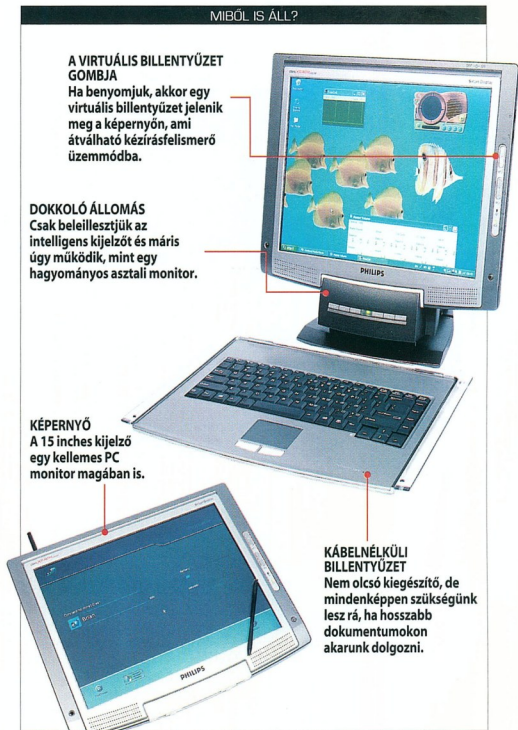 MIBŐL IS ÁLL?
A VIRTUÁLIS BILLENTYŰZET
GOMBJA
Ha benyomjuk, akkor egy
virtuális billentyűzet jelenik
meg a képernyőn, ami
átválható kézírásfelismerő
üzemmódba.
DOKKOLÓ ÁLLOMÁS
Csak beleillesztjük az
intelligens kijelzőt és máris
úgy működik, mint egy
hagyományos asztali monitor.
PHILIPS
KÉPERNYŐ
A 15 inches kijelző
egy kellemes PC
monitor magában is.
Brian
PHILIPS
KÁBELNÉLKÜLI
BILLENTYŰZET
Nem olcsó kiegészítő, de
mindenképpen szükségünk
lesz rá, ha hosszabb
dokumentumokon
akarunk dolgozni.